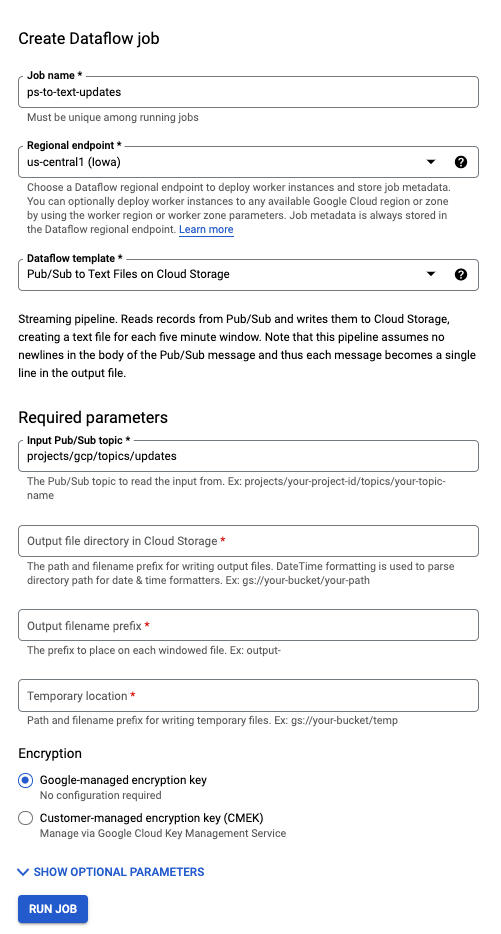 Create Dataflow job
Job name *
ps-to-text-updates
Must be unique among running jobs
Regional endpoint *
us-central1 (Iowa)
Choose a Dataflow regional endpoint to deploy worker instances and store job metadata.
You can optionally deploy worker instances to any available Google Cloud region or zone
by using the worker region or worker zone parameters. Job metadata is always stored in
the Dataflow regional endpoint. Learn more
Dataflow template *
Pub/Sub to Text Files on Cloud Storage
Streaming pipeline. Reads records from Pub/Sub and writes them to Cloud Storage,
creating a text file for each five minute window. Note that this pipeline assumes no
newlines in the body of the Pub/Sub message and thus each message becomes a single
line in the output file.
Required parameters
Input Pub/Sub topic *
projects/gcp/topics/updates
The Pub/Sub topic to read the input from. Ex: projects/your-project-id/topics/your-topic-
name
Output file directory in Cloud Storage *
The path and filename prefix for writing output files. DateTime formatting is used to parse
directory path for date & time formatters. Ex: gs://your-bucket/your-path
Output filename prefix *
The prefix to place on each windowed file. Ex: output-
Temporary location *
Path and filename prefix for writing temporary files. Ex: gs://your-bucket/temp
Encryption
Google-managed encryption key
No configuration required
Customer-managed encryption key (CMEK)
Manage via Google Cloud Key Management Service
SHOW OPTIONAL PARAMETERS
RUN JOB